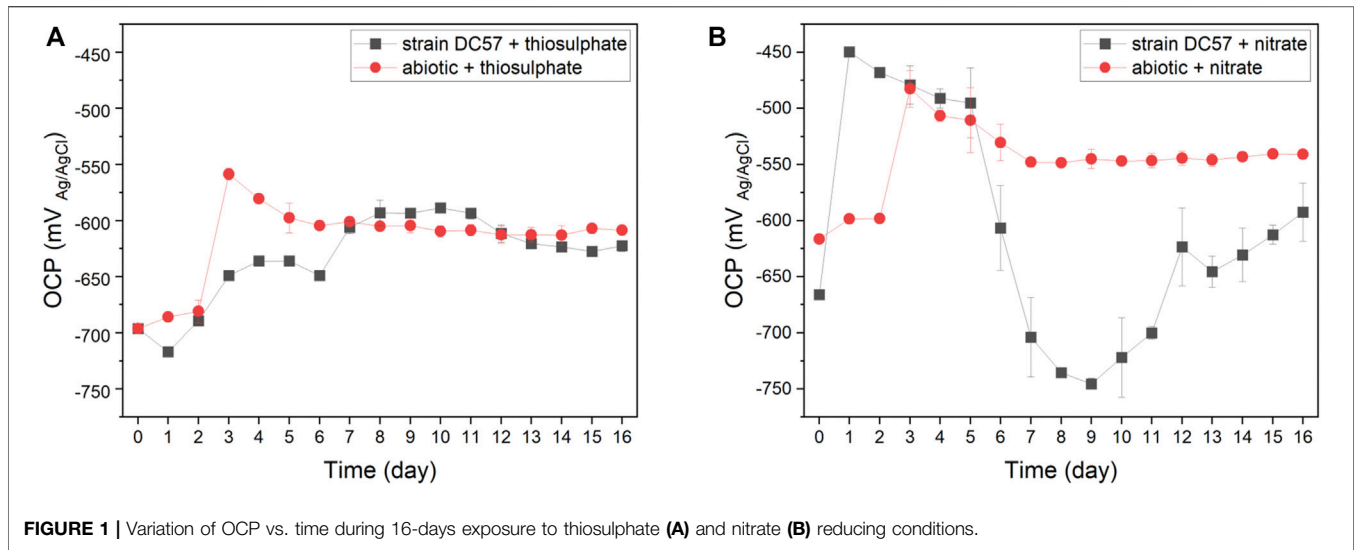 A
strain DC57 + thiosulphate
abiotic + thiosulphate
-450
-500
-550
-600
-650
-700
-750
OCP (mV Ag/AgCl)
0 1 2 3 4 5 6 7 8 9 10 11 12 13 14 15 16
Time (day)
B
strain DC57 + nitrate
abiotic + nitrate
-450
-500
-550
-600
-650
-700
-750
OCP (mV Ag/AgCl)
0 1 2 3 4 5 6 7 8 9 10 11 12 13 14 15 16
Time (day)
FIGURE 1 | Variation of OCP vs. time during 16-days exposure to thiosulphate (A) and nitrate (B) reducing conditions.